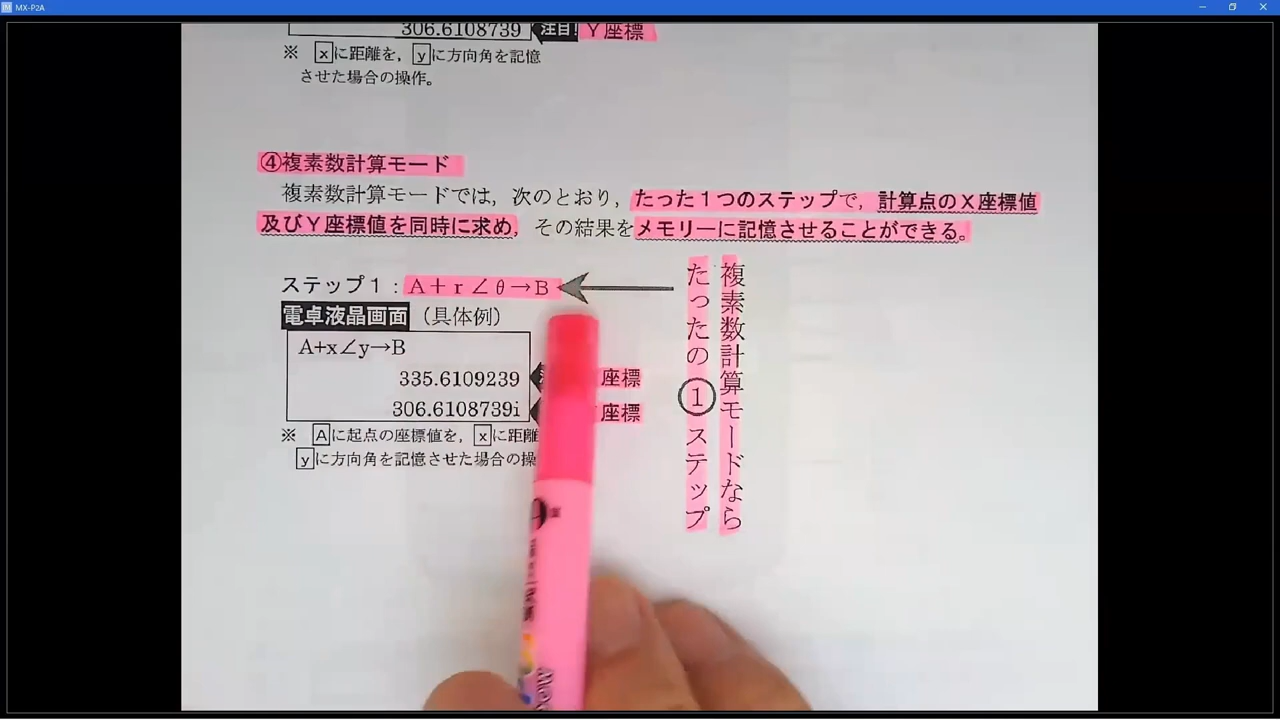 MX-P2A
306.6108739 注目! Y座標
※ xに距離を，yに方向角を記憶
させた場合の操作。
④複素数計算モード
複素数計算モードでは，次のとおり，たった１つのステップで，計算点のX座標値
及びY座標値を同時に求め，その結果をメモリーに記憶させることができる。
ステップ１：A＋r∠θ→B
電卓液晶画面（具体例）
A+x∠y→B
335.6109239 座標
306.6108739i 座標
※ Aに起点の座標値を，xに距離
yに方向角を記憶させた場合の操
複素数計算モードなら
たったの①ステップ